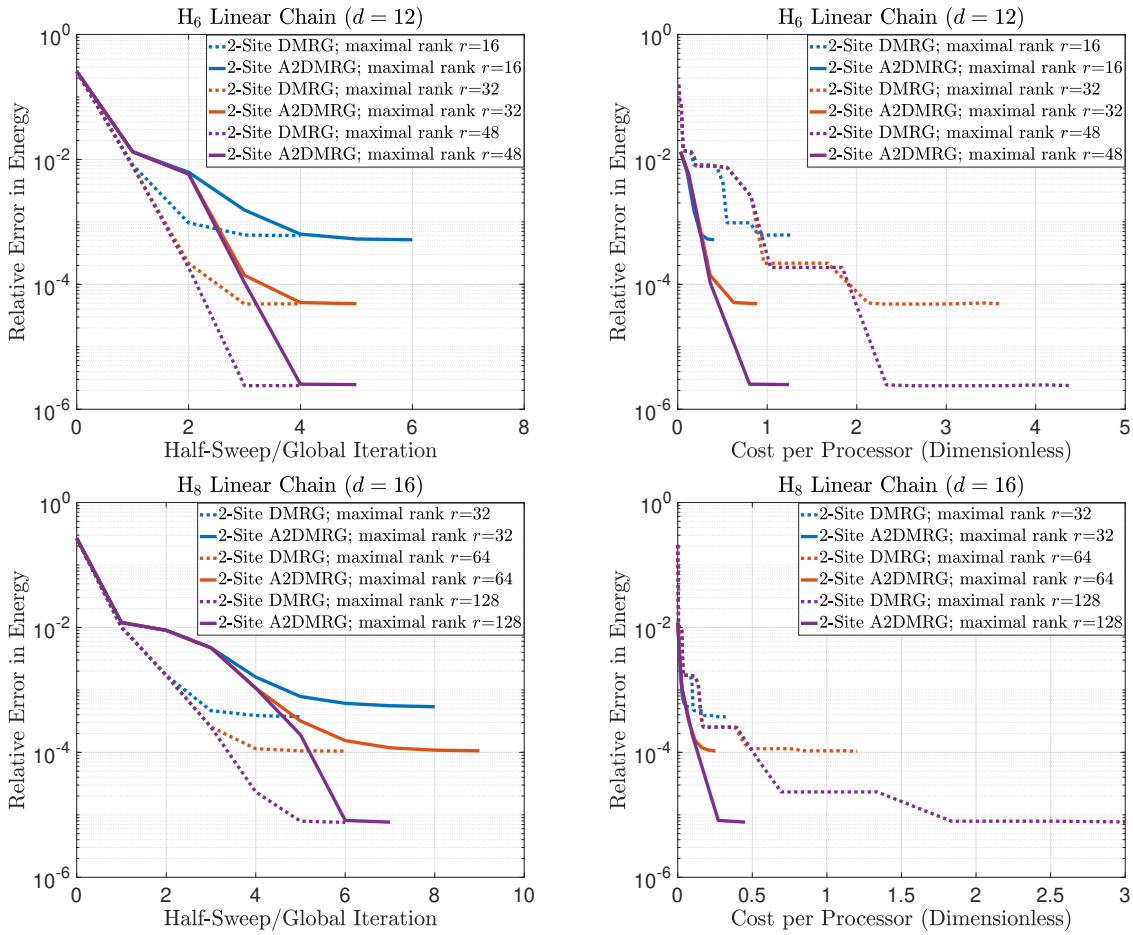 H₆ Linear Chain (d = 12)
10⁰
10⁻²
10⁻⁴
10⁻⁶
Relative Error in Energy
2-Site DMRG; maximal rank r=16
2-Site A2DMRG; maximal rank r=16
2-Site DMRG; maximal rank r=32
2-Site A2DMRG; maximal rank r=32
2-Site DMRG; maximal rank r=48
2-Site A2DMRG; maximal rank r=48
0 2 4 6 8
Half-Sweep/Global Iteration
H₆ Linear Chain (d = 12)
10⁰
10⁻²
10⁻⁴
10⁻⁶
Relative Error in Energy
2-Site DMRG; maximal rank r=16
2-Site A2DMRG; maximal rank r=16
2-Site DMRG; maximal rank r=32
2-Site A2DMRG; maximal rank r=32
2-Site DMRG; maximal rank r=48
2-Site A2DMRG; maximal rank r=48
0 1 2 3 4 5
Cost per Processor (Dimensionless)
H₈ Linear Chain (d = 16)
10⁰
10⁻²
10⁻⁴
10⁻⁶
Relative Error in Energy
2-Site DMRG; maximal rank r=32
2-Site A2DMRG; maximal rank r=32
2-Site DMRG; maximal rank r=64
2-Site A2DMRG; maximal rank r=64
2-Site DMRG; maximal rank r=128
2-Site A2DMRG; maximal rank r=128
0 2 4 6 8 10
Half-Sweep/Global Iteration
H₈ Linear Chain (d = 16)
10⁰
10⁻²
10⁻⁴
10⁻⁶
Relative Error in Energy
2-Site DMRG; maximal rank r=32
2-Site A2DMRG; maximal rank r=32
2-Site DMRG; maximal rank r=64
2-Site A2DMRG; maximal rank r=64
2-Site DMRG; maximal rank r=128
2-Site A2DMRG; maximal rank r=128
0 0.5 1 1.5 2 2.5 3
Cost per Processor (Dimensionless)